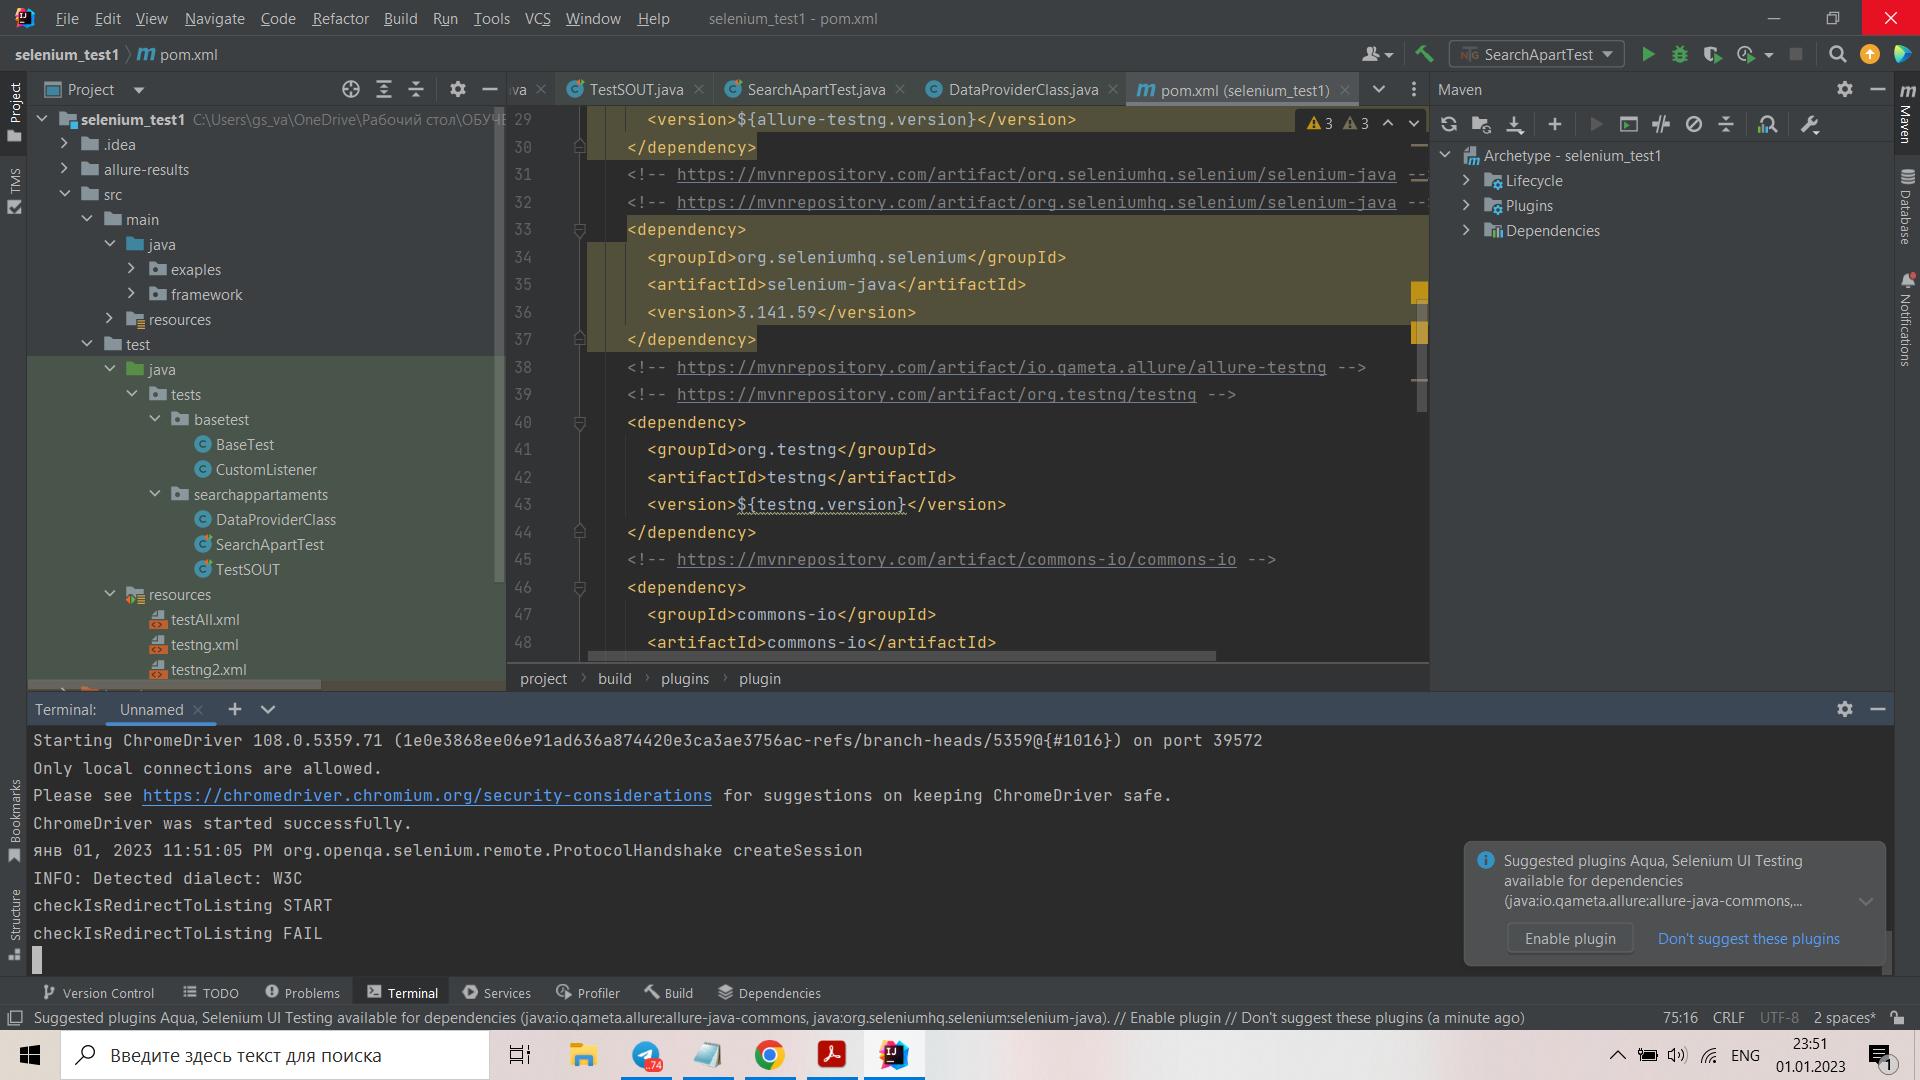 File Edit View Navigate Code Refactor Build Run Tools VCS Window Help selenium_test1 - pom.xml
selenium_test1 pom.xml
SearchApartTest
Project
va
TestSOUT.java
SearchApartTest.java
DataProviderClass.java
pom.xml (selenium_test1)
Maven
Project
TMS
Bookmarks
Structure
selenium_test1 C:\Users\gs_va\OneDrive\Рабочий стол\ОБУЧЕ
.idea
allure-results
src
main
java
exaples
framework
resources
test
java
tests
basetest
BaseTest
CustomListener
searchappartaments
DataProviderClass
SearchApartTest
TestSOUT
resources
testAll.xml
testng.xml
testng2.xml
3 3
29 <version>${allure-testng.version}</version>
30 </dependency>
31 <!-- https://mvnrepository.com/artifact/org.seleniumhq.selenium/selenium-java --
32 <!-- https://mvnrepository.com/artifact/org.seleniumhq.selenium/selenium-java --
33 <dependency>
34 <groupId>org.seleniumhq.selenium</groupId>
35 <artifactId>selenium-java</artifactId>
36 <version>3.141.59</version>
37 </dependency>
38 <!-- https://mvnrepository.com/artifact/io.qameta.allure/allure-testng -->
39 <!-- https://mvnrepository.com/artifact/org.testng/testng -->
40 <dependency>
41 <groupId>org.testng</groupId>
42 <artifactId>testng</artifactId>
43 <version>${testng.version}</version>
44 </dependency>
45 <!-- https://mvnrepository.com/artifact/commons-io/commons-io -->
46 <dependency>
47 <groupId>commons-io</groupId>
48 <artifactId>commons-io</artifactId>
project build plugins plugin
Archetype - selenium_test1
Lifecycle
Plugins
Dependencies
Maven
Database
Notifications
Terminal: Unnamed
Starting ChromeDriver 108.0.5359.71 (1e0e3868ee06e91ad636a874420e3ca3ae3756ac-refs/branch-heads/5359@{#1016}) on port 39572
Only local connections are allowed.
Please see https://chromedriver.chromium.org/security-considerations for suggestions on keeping ChromeDriver safe.
ChromeDriver was started successfully.
янв 01, 2023 11:51:05 PM org.openqa.selenium.remote.ProtocolHandshake createSession
INFO: Detected dialect: W3C
checkIsRedirectToListing START
checkIsRedirectToListing FAIL
Suggested plugins Aqua, Selenium UI Testing
available for dependencies
(java:io.qameta.allure:allure-java-commons,...
Enable plugin Don't suggest these plugins
Version Control TODO Problems Terminal Services Profiler Build Dependencies
Suggested plugins Aqua, Selenium UI Testing available for dependencies (java:io.qameta.allure:allure-java-commons, java:org.seleniumhq.selenium:selenium-java). // Enable plugin // Don't suggest these plugins (a minute ago) 75:16 CRLF UTF-8 2 spaces*
Введите здесь текст для поиска
..74
ENG
23:51
01.01.2023
1